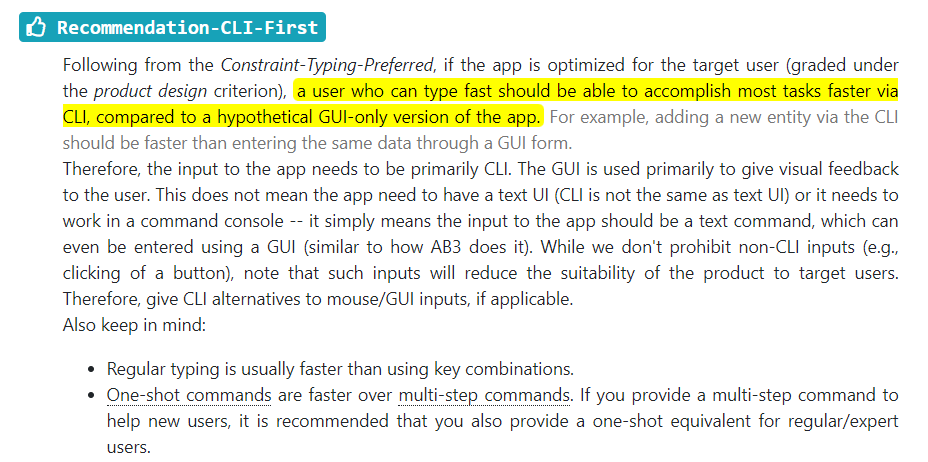 Recommendation-CLI-First
Following from the Constraint-Typing-Preferred, if the app is optimized for the target user (graded under
the product design criterion), a user who can type fast should be able to accomplish most tasks faster via
CLI, compared to a hypothetical GUI-only version of the app. For example, adding a new entity via the CLI
should be faster than entering the same data through a GUI form.
Therefore, the input to the app needs to be primarily CLI. The GUI is used primarily to give visual feedback
to the user. This does not mean the app need to have a text UI (CLI is not the same as text UI) or it needs to
work in a command console -- it simply means the input to the app should be a text command, which can
even be entered using a GUI (similar to how AB3 does it). While we don't prohibit non-CLI inputs (e.g.,
clicking of a button), note that such inputs will reduce the suitability of the product to target users.
Therefore, give CLI alternatives to mouse/GUI inputs, if applicable.
Also keep in mind:
• Regular typing is usually faster than using key combinations.
• One-shot commands are faster over multi-step commands. If you provide a multi-step command to
help new users, it is recommended that you also provide a one-shot equivalent for regular/expert
users.